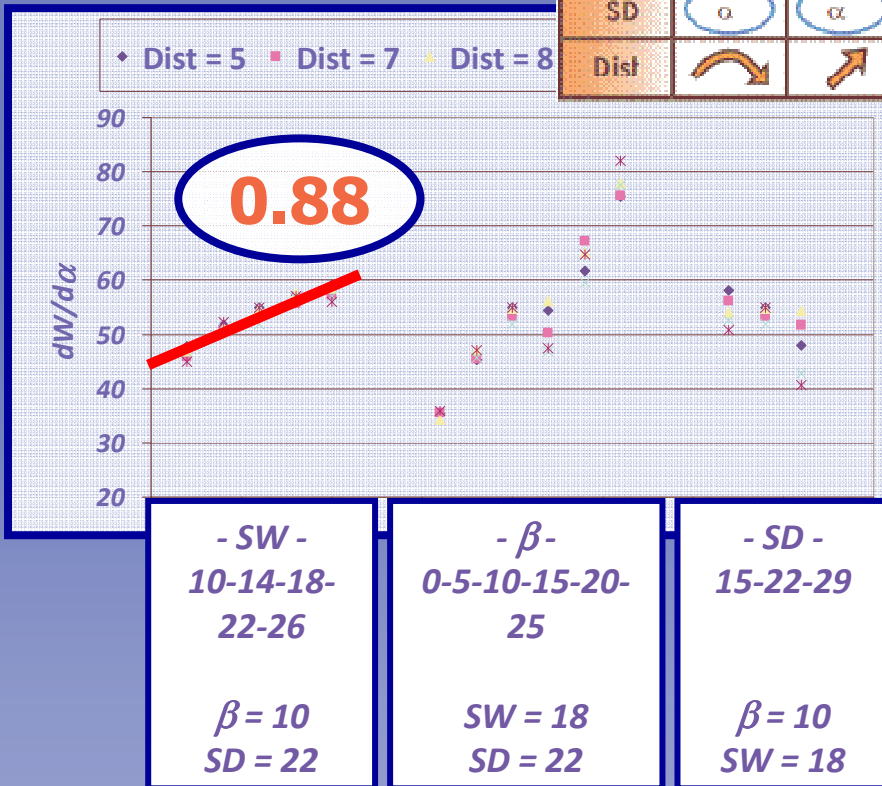 SD α α
Dist
Dist = 5 Dist = 7 Dist = 8
90
80
70
60
50
40
30
20
dW/dα
0.88
- SW -
10-14-18-
22-26
β = 10
SD = 22
- β -
0-5-10-15-20-
25
SW = 18
SD = 22
- SD -
15-22-29
β = 10
SW = 18